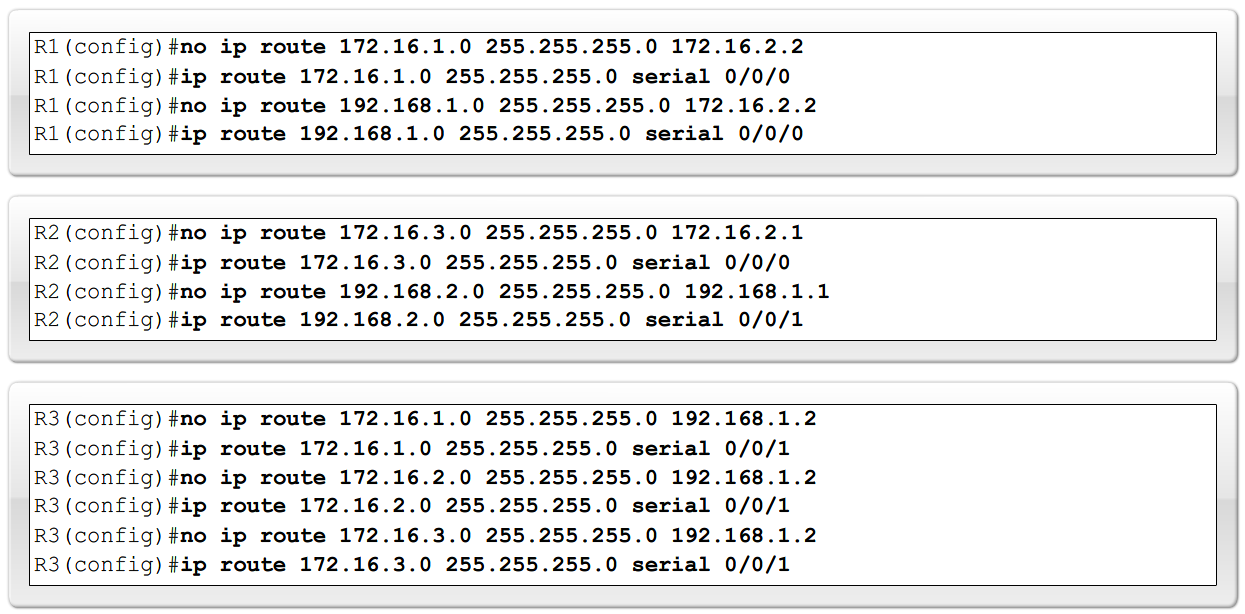 R1(config)#no ip route 172.16.1.0 255.255.255.0 172.16.2.2
R1(config)#ip route 172.16.1.0 255.255.255.0 serial 0/0/0
R1(config)#no ip route 192.168.1.0 255.255.255.0 172.16.2.2
R1(config)#ip route 192.168.1.0 255.255.255.0 serial 0/0/0
R2(config)#no ip route 172.16.3.0 255.255.255.0 172.16.2.1
R2(config)#ip route 172.16.3.0 255.255.255.0 serial 0/0/0
R2(config)#no ip route 192.168.2.0 255.255.255.0 192.168.1.1
R2(config)#ip route 192.168.2.0 255.255.255.0 serial 0/0/1
R3(config)#no ip route 172.16.1.0 255.255.255.0 192.168.1.2
R3(config)#ip route 172.16.1.0 255.255.255.0 serial 0/0/1
R3(config)#no ip route 172.16.2.0 255.255.255.0 192.168.1.2
R3(config)#ip route 172.16.2.0 255.255.255.0 serial 0/0/1
R3(config)#no ip route 172.16.3.0 255.255.255.0 192.168.1.2
R3(config)#ip route 172.16.3.0 255.255.255.0 serial 0/0/1